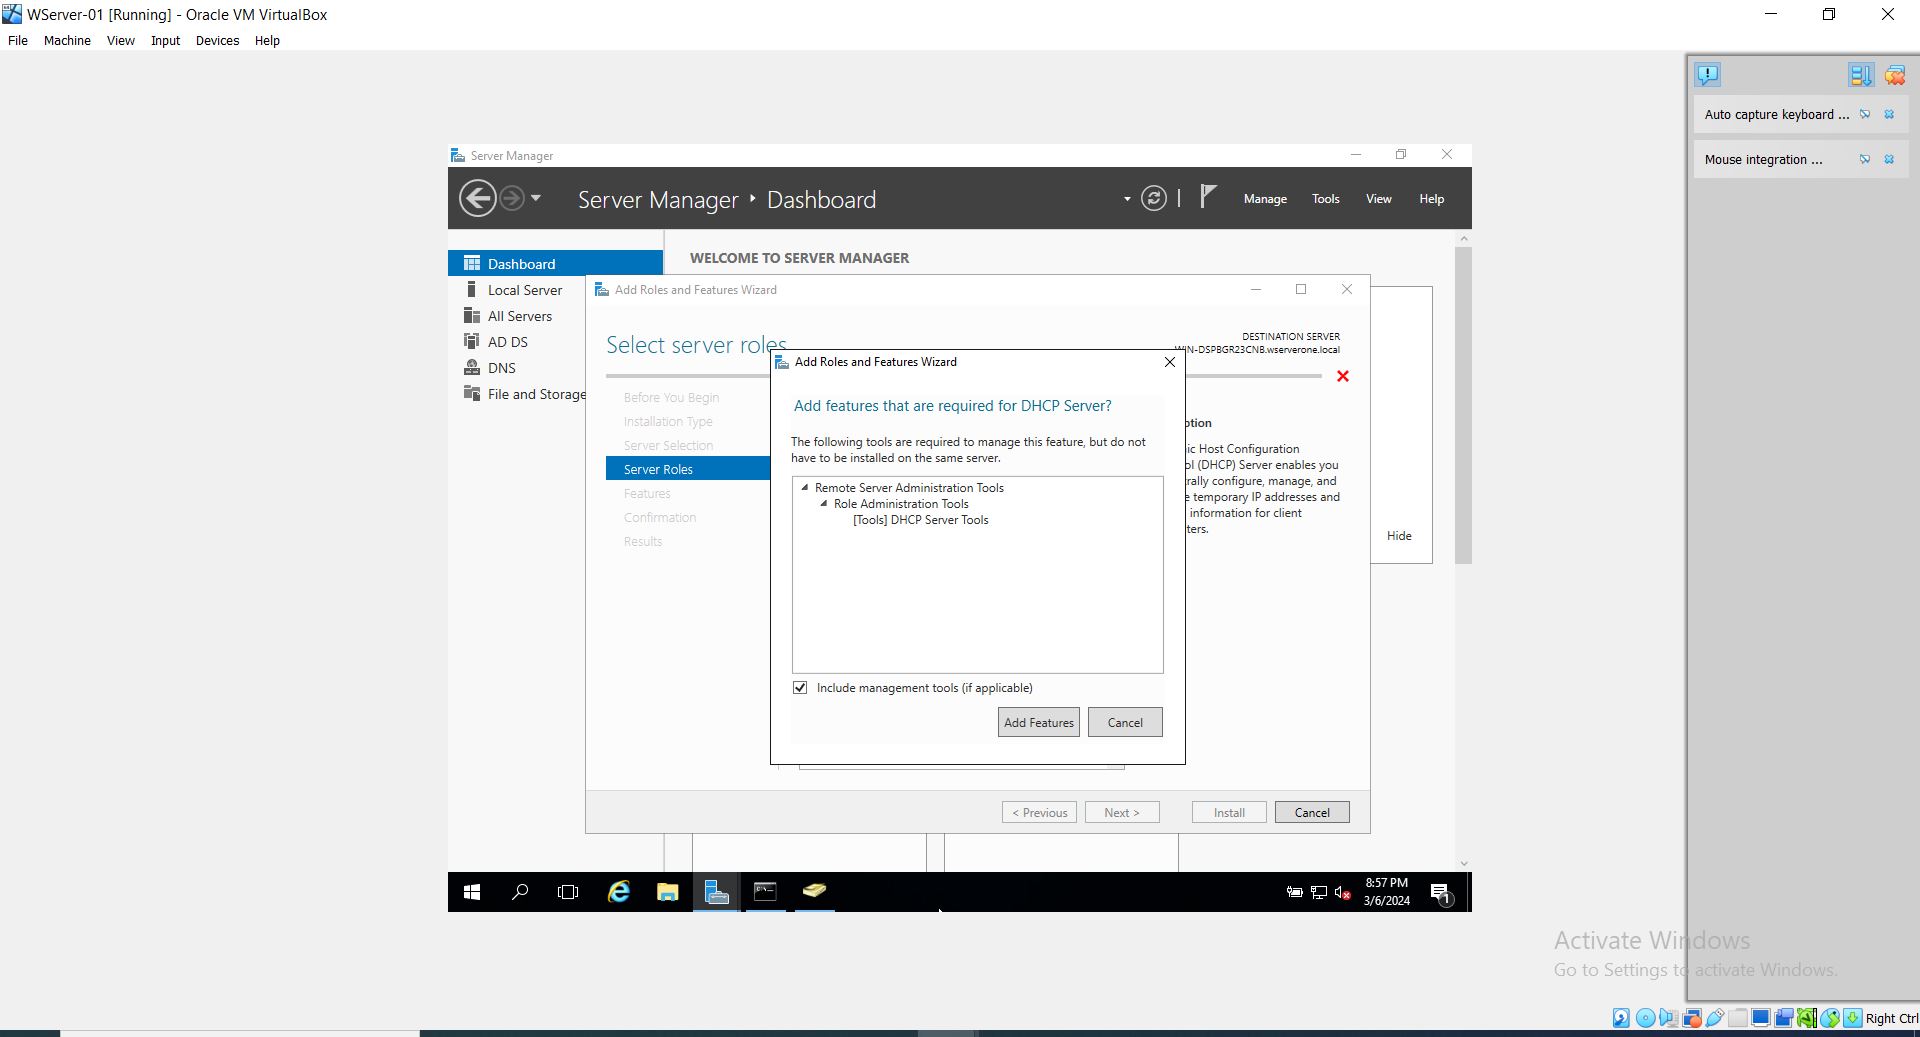 WServer-01 [Running] - Oracle VM VirtualBox
File Machine View Input Devices Help
Auto capture keyboard ...
Mouse integration ...
Server Manager
Server Manager Dashboard
Manage Tools View Help
Dashboard
Local Server
All Servers
AD DS
DNS
File and Storage
WELCOME TO SERVER MANAGER
Hide
Add Roles and Features Wizard
Select server roles
DESTINATION SERVER
WIN-DSPBGR23CNB.wserverone.local
Before You Begin
Installation Type
Server Selection
Server Roles
Features
Confirmation
Results
Add Roles and Features Wizard
Add features that are required for DHCP Server?
The following tools are required to manage this feature, but do not
have to be installed on the same server.
Remote Server Administration Tools
Role Administration Tools
[Tools] DHCP Server Tools
Include management tools (if applicable)
Add Features Cancel
ption
ic Host Configuration
ol (DHCP) Server enables you
rally configure, manage, and
e temporary IP addresses and
information for client
ters.
< Previous Next > Install Cancel
8:57 PM
3/6/2024
1
Activate Windows
Go to Settings to activate Windows.
Right Ctrl